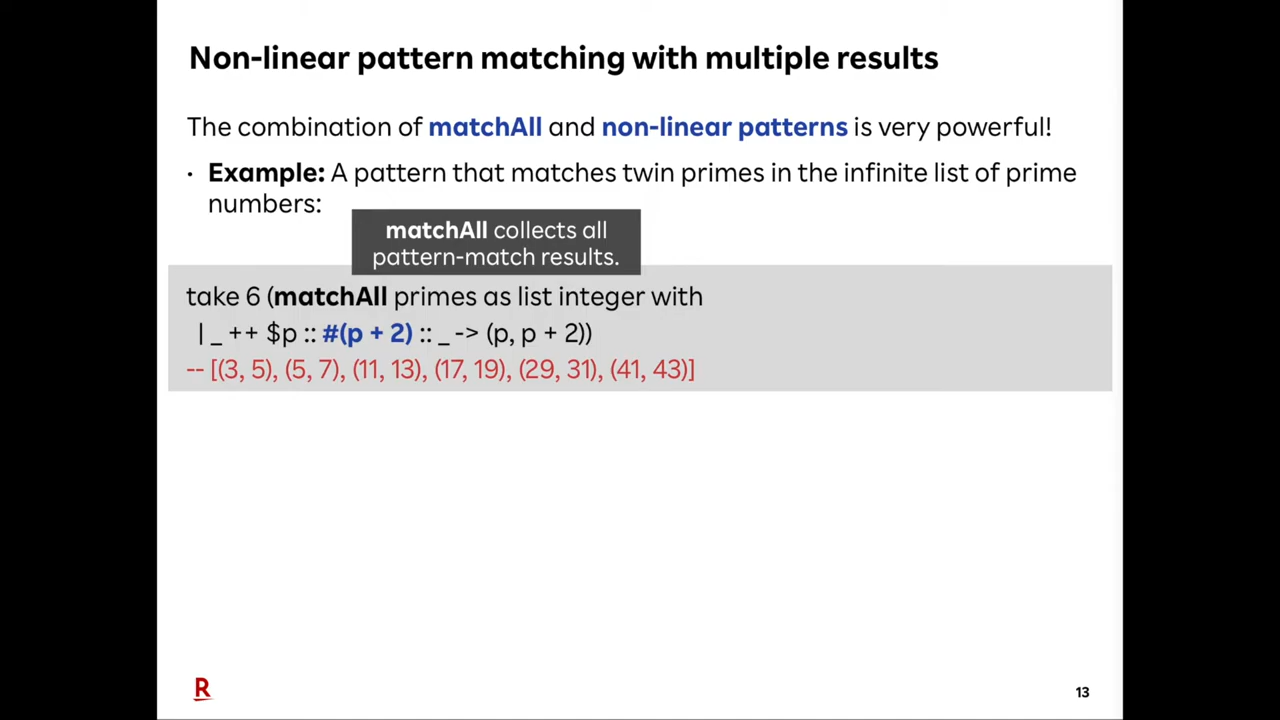 Non-linear pattern matching with multiple results
The combination of matchAll and non-linear patterns is very powerful!
• Example: A pattern that matches twin primes in the infinite list of prime
numbers:
matchAll collects all
pattern-match results.
take 6 (matchAll primes as list integer with
| _ ++ $p :: #(p + 2) :: _ -> (p, p + 2))
-- [(3, 5), (5, 7), (11, 13), (17, 19), (29, 31), (41, 43)]
R
13